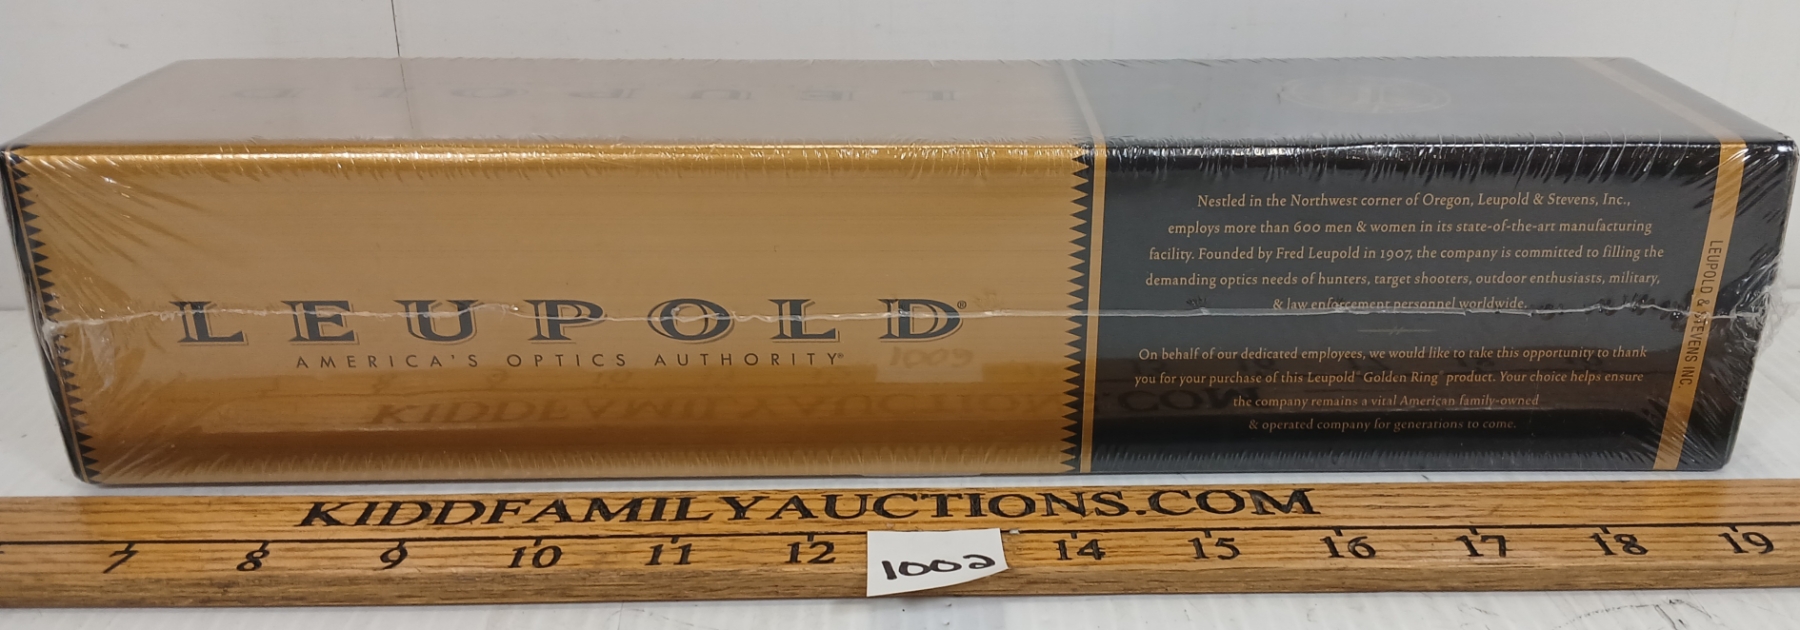 LEUPOLD
LEUPOLD®
AMERICA'S OPTICS AUTHORITY®
Nestled in the Northwest corner of Oregon, Leupold & Stevens, Inc.,
employs more than 600 men & women in its state-of-the-art manufacturing
facility. Founded by Fred Leupold in 1907, the company is committed to filling the
demanding optics needs of hunters, target shooters, outdoor enthusiasts, military,
& law enforcement personnel worldwide.
On behalf of our dedicated employees, we would like to take this opportunity to thank
you for your purchase of this Leupold® Golden Ring® product. Your choice helps ensure
the company remains a vital American family-owned
& operated company for generations to come.
LEUPOLD & STEVENS INC.
KIDDFAMILYAUCTIONS.COM
7 8 9 10 11 12 14 15 16 17 18 19
1002